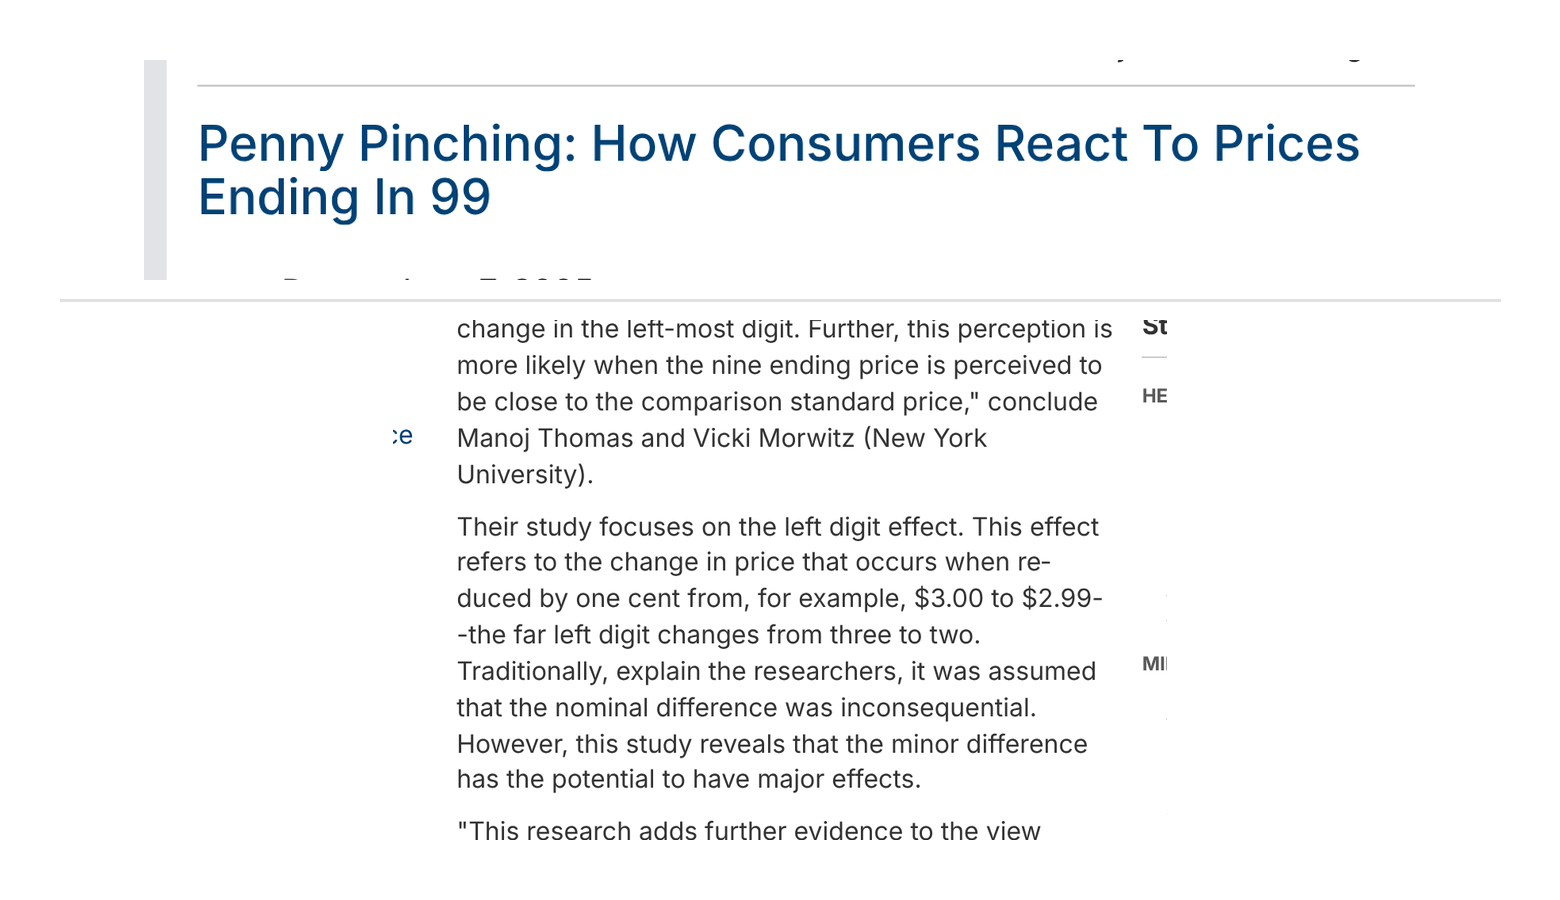 Penny Pinching: How Consumers React To Prices
Ending In 99
change in the left-most digit. Further, this perception is
more likely when the nine ending price is perceived to
be close to the comparison standard price," conclude
Manoj Thomas and Vicki Morwitz (New York
University).
Their study focuses on the left digit effect. This effect
refers to the change in price that occurs when re-
duced by one cent from, for example, $3.00 to $2.99-
-the far left digit changes from three to two.
Traditionally, explain the researchers, it was assumed
that the nominal difference was inconsequential.
However, this study reveals that the minor difference
has the potential to have major effects.
"This research adds further evidence to the view
ce
St
HE